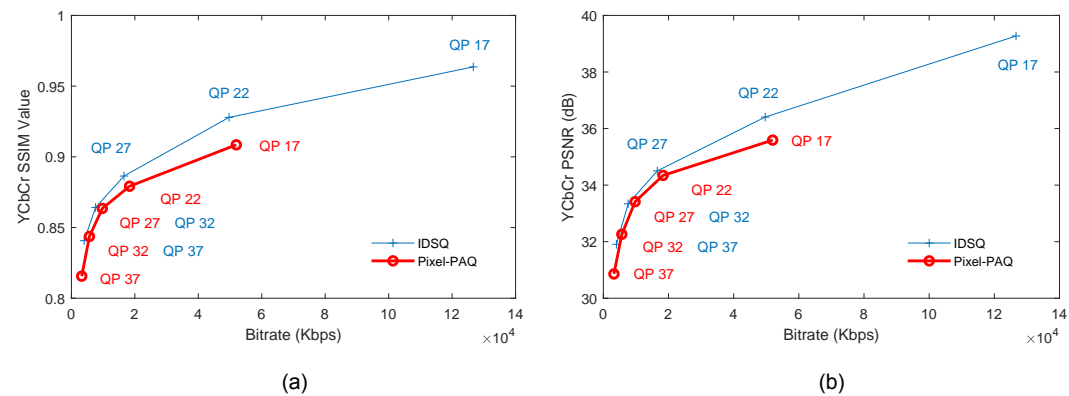 1
0.95
0.9
0.85
0.8
YCbCr SSIM Value
QP 17
QP 22
QP 27
QP 17
QP 22
QP 27
QP 32
QP 32
QP 37
QP 37
IDSQ
Pixel-PAQ
0 2 4 6 8 10 12 14
Bitrate (Kbps)
×10⁴
(a)
40
38
36
34
32
30
YCbCr PSNR (dB)
QP 17
QP 22
QP 27
QP 17
QP 22
QP 27
QP 32
QP 32
QP 37
QP 37
IDSQ
Pixel-PAQ
0 2 4 6 8 10 12 14
Bitrate (Kbps)
×10⁴
(b)